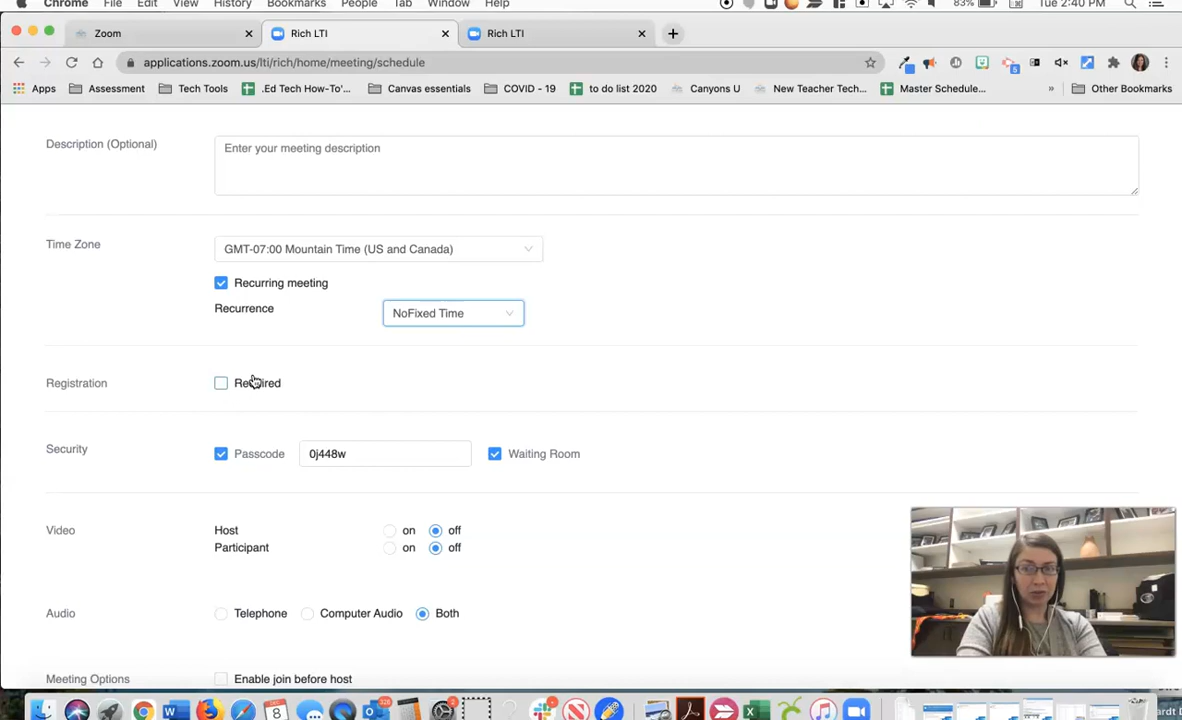 Chrome File Edit View History Bookmarks People Tab Window Help 83% Tue 2:40 PM
Zoom Rich LTI Rich LTI
applications.zoom.us/lti/rich/home/meeting/schedule
Apps Assessment Tech Tools .Ed Tech How-To'... Canvas essentials COVID - 19 to do list 2020 Canyons U New Teacher Tech... Master Schedule... » Other Bookmarks
Description (Optional) Enter your meeting description
Time Zone GMT-07:00 Mountain Time (US and Canada)
Recurring meeting
Recurrence NoFixed Time
Registration Required
Security Passcode 0j448w Waiting Room
Video Host on off
Participant on off
Audio Telephone Computer Audio Both
Meeting Options Enable join before host